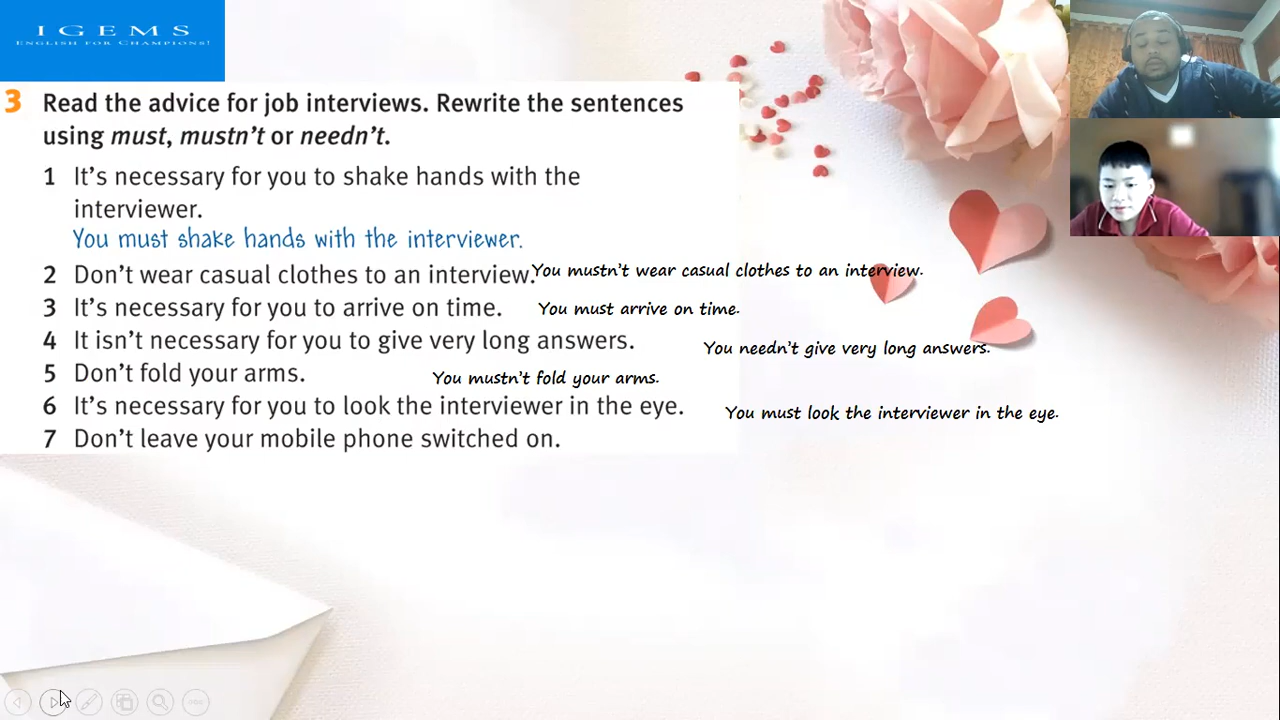 IGEMS
ENGLISH FOR CHAMPIONS!
3 Read the advice for job interviews. Rewrite the sentences
using must, mustn't or needn't.
1 It's necessary for you to shake hands with the
interviewer.
You must shake hands with the interviewer.
2 Don't wear casual clothes to an interview. You mustn't wear casual clothes to an interview.
3 It's necessary for you to arrive on time. You must arrive on time.
4 It isn't necessary for you to give very long answers. You needn't give very long answers.
5 Don't fold your arms. You mustn't fold your arms.
6 It's necessary for you to look the interviewer in the eye. You must look the interviewer in the eye.
7 Don't leave your mobile phone switched on.